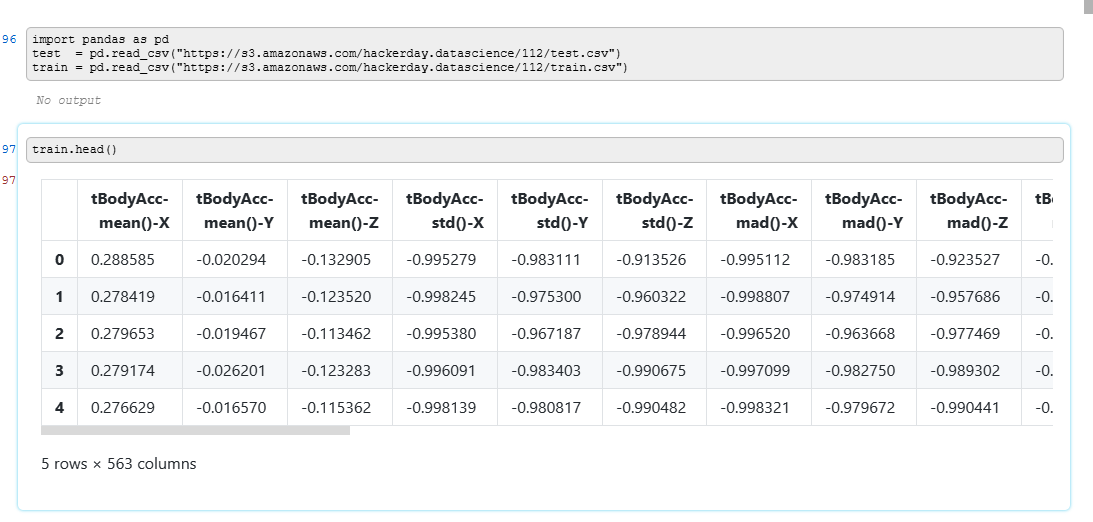 96
import pandas as pd
test  = pd.read_csv("https://s3.amazonaws.com/hackerday.datascience/112/test.csv")
train = pd.read_csv("https://s3.amazonaws.com/hackerday.datascience/112/train.csv")
No output
97
train.head()
97
tBodyAcc- tBodyAcc- tBodyAcc- tBodyAcc- tBodyAcc- tBodyAcc- tBodyAcc- tBodyAcc- tBodyAcc-
mean()-X mean()-Y mean()-Z std()-X std()-Y std()-Z mad()-X mad()-Y mad()-Z
0 0.288585 -0.020294 -0.132905 -0.995279 -0.983111 -0.913526 -0.995112 -0.983185 -0.923527 -0.
1 0.278419 -0.016411 -0.123520 -0.998245 -0.975300 -0.960322 -0.998807 -0.974914 -0.957686 -0.
2 0.279653 -0.019467 -0.113462 -0.995380 -0.967187 -0.978944 -0.996520 -0.963668 -0.977469 -0.
3 0.279174 -0.026201 -0.123283 -0.996091 -0.983403 -0.990675 -0.997099 -0.982750 -0.989302 -0.
4 0.276629 -0.016570 -0.115362 -0.998139 -0.980817 -0.990482 -0.998321 -0.979672 -0.990441 -0.
5 rows × 563 columns